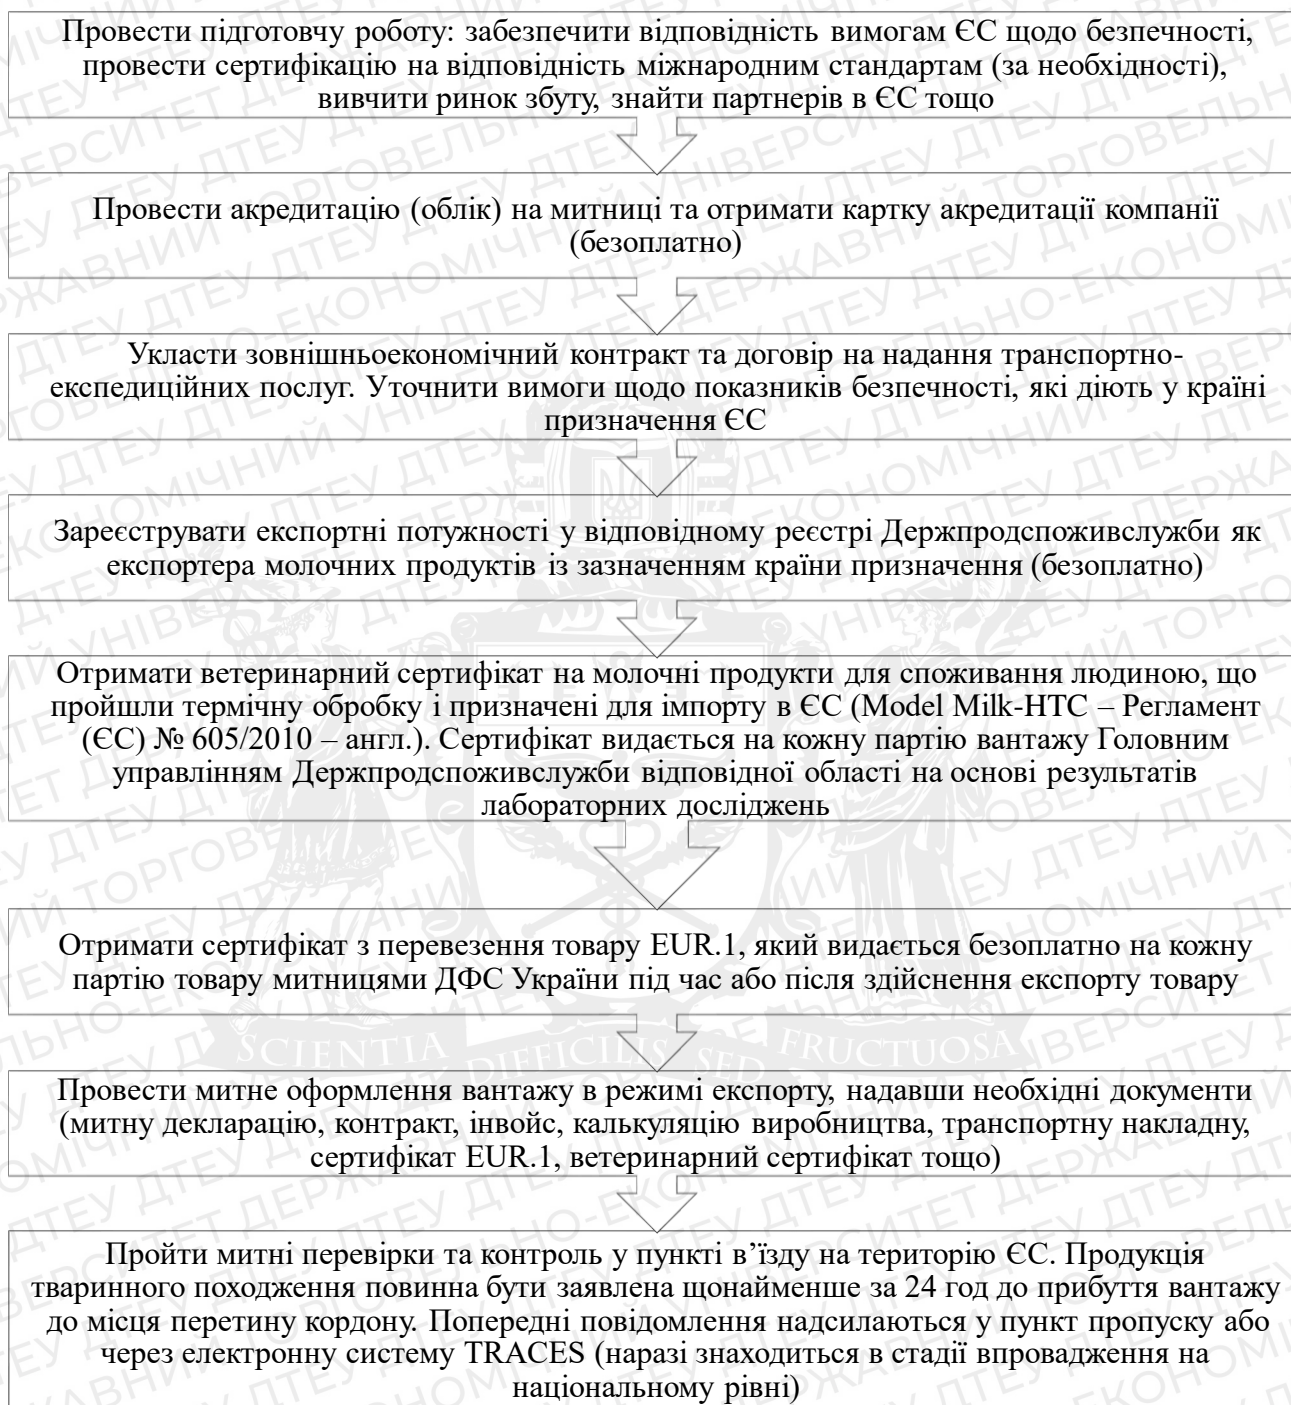 Провести підготовчу роботу: забезпечити відповідність вимогам ЄС щодо безпечності,
провести сертифікацію на відповідність міжнародним стандартам (за необхідності),
вивчити ринок збуту, знайти партнерів в ЄС тощо
Провести акредитацію (облік) на митниці та отримати картку акредитації компанії
(безоплатно)
Укласти зовнішньоекономічний контракт та договір на надання транспортно-
експедиційних послуг. Уточнити вимоги щодо показників безпечності, які діють у країні
призначення ЄС
Зареєструвати експортні потужності у відповідному реєстрі Держпродспоживслужби як
експортера молочних продуктів із зазначенням країни призначення (безоплатно)
Отримати ветеринарний сертифікат на молочні продукти для споживання людиною, що
пройшли термічну обробку і призначені для імпорту в ЄС (Model Milk-HTC – Регламент
(ЄС) № 605/2010 – англ.). Сертифікат видається на кожну партію вантажу Головним
управлінням Держпродспоживслужби відповідної області на основі результатів
лабораторних досліджень
Отримати сертифікат з перевезення товару EUR.1, який видається безоплатно на кожну
партію товару митницями ДФС України під час або після здійснення експорту товару
SCIENTIA DIFFICILIS SED FRUCTUOSA
Провести митне оформлення вантажу в режимі експорту, надавши необхідні документи
(митну декларацію, контракт, інвойс, калькуляцію виробництва, транспортну накладну,
сертифікат EUR.1, ветеринарний сертифікат тощо)
Пройти митні перевірки та контроль у пункті в’їзду на територію ЄС. Продукція
тваринного походження повинна бути заявлена щонайменше за 24 год до прибуття вантажу
до місця перетину кордону. Попередні повідомлення надсилаються у пункт пропуску або
через електронну систему TRACES (наразі знаходиться в стадії впровадження на
національному рівні)